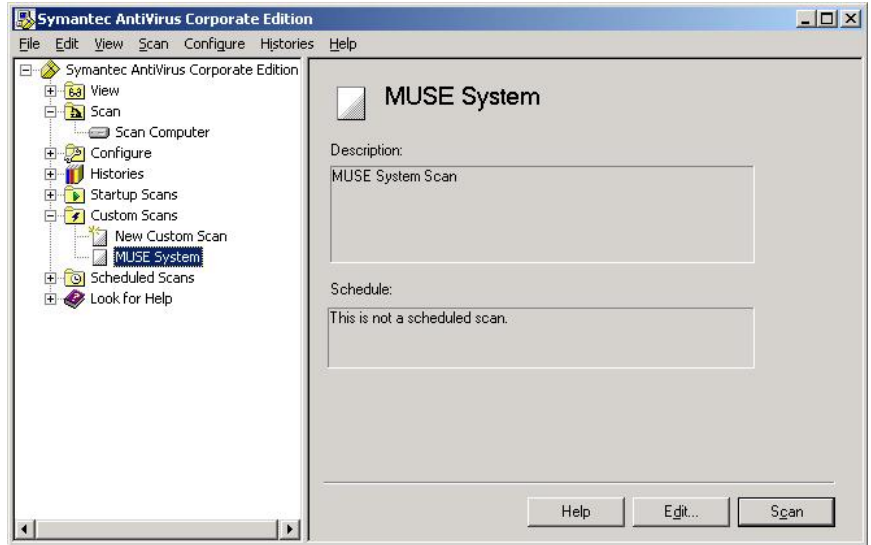 Symantec AntiVirus Corporate Edition
File Edit View Scan Configure Histories Help
Symantec AntiVirus Corporate Edition
View
Scan
Scan Computer
Configure
Histories
Startup Scans
Custom Scans
New Custom Scan
MUSE System
Scheduled Scans
Look for Help
MUSE System
Description:
MUSE System Scan
Schedule:
This is not a scheduled scan.
Help Edit... Scan